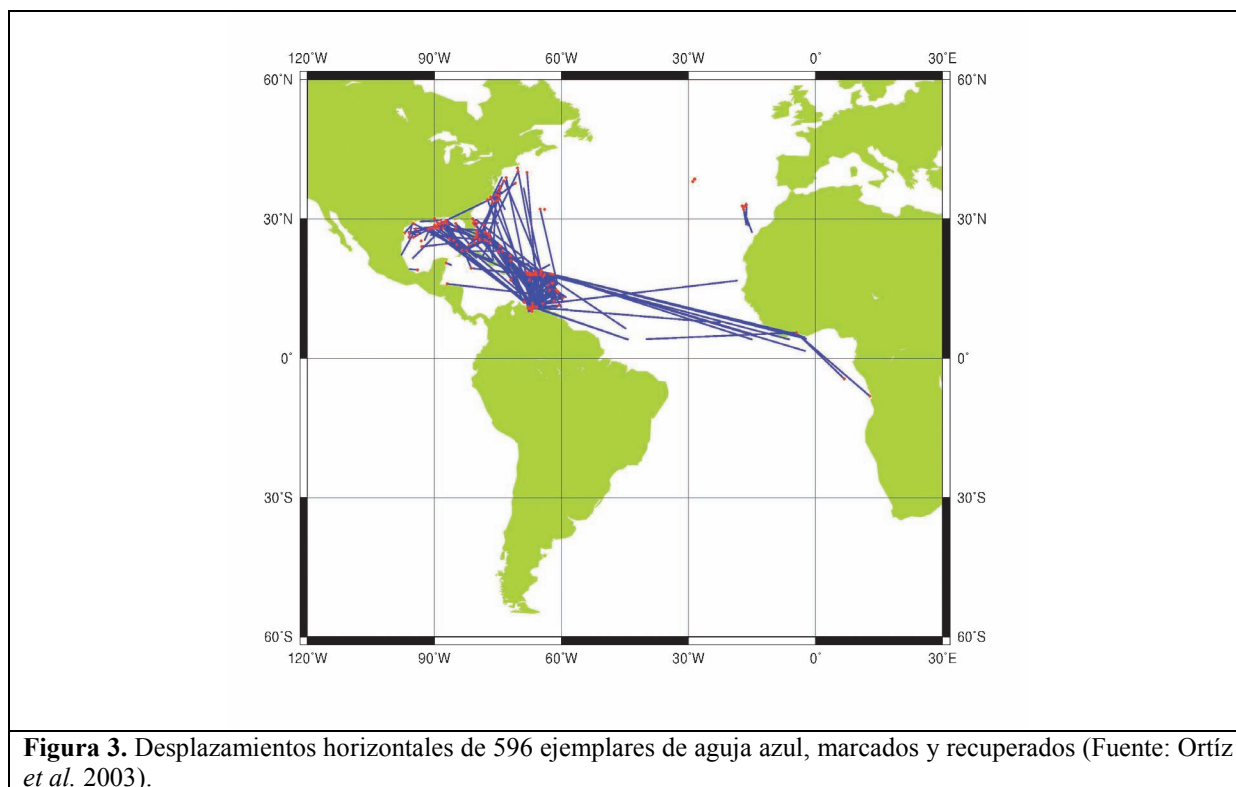 120˚W 90˚W 60˚W 30˚W 0˚ 30˚E
60˚N 60˚N
30˚N 30˚N
0˚ 0˚
30˚S 30˚S
60˚S 60˚S
120˚W 90˚W 60˚W 30˚W 0˚ 30˚E
Figura 3. Desplazamientos horizontales de 596 ejemplares de aguja azul, marcados y recuperados (Fuente: Ortíz
et al. 2003).